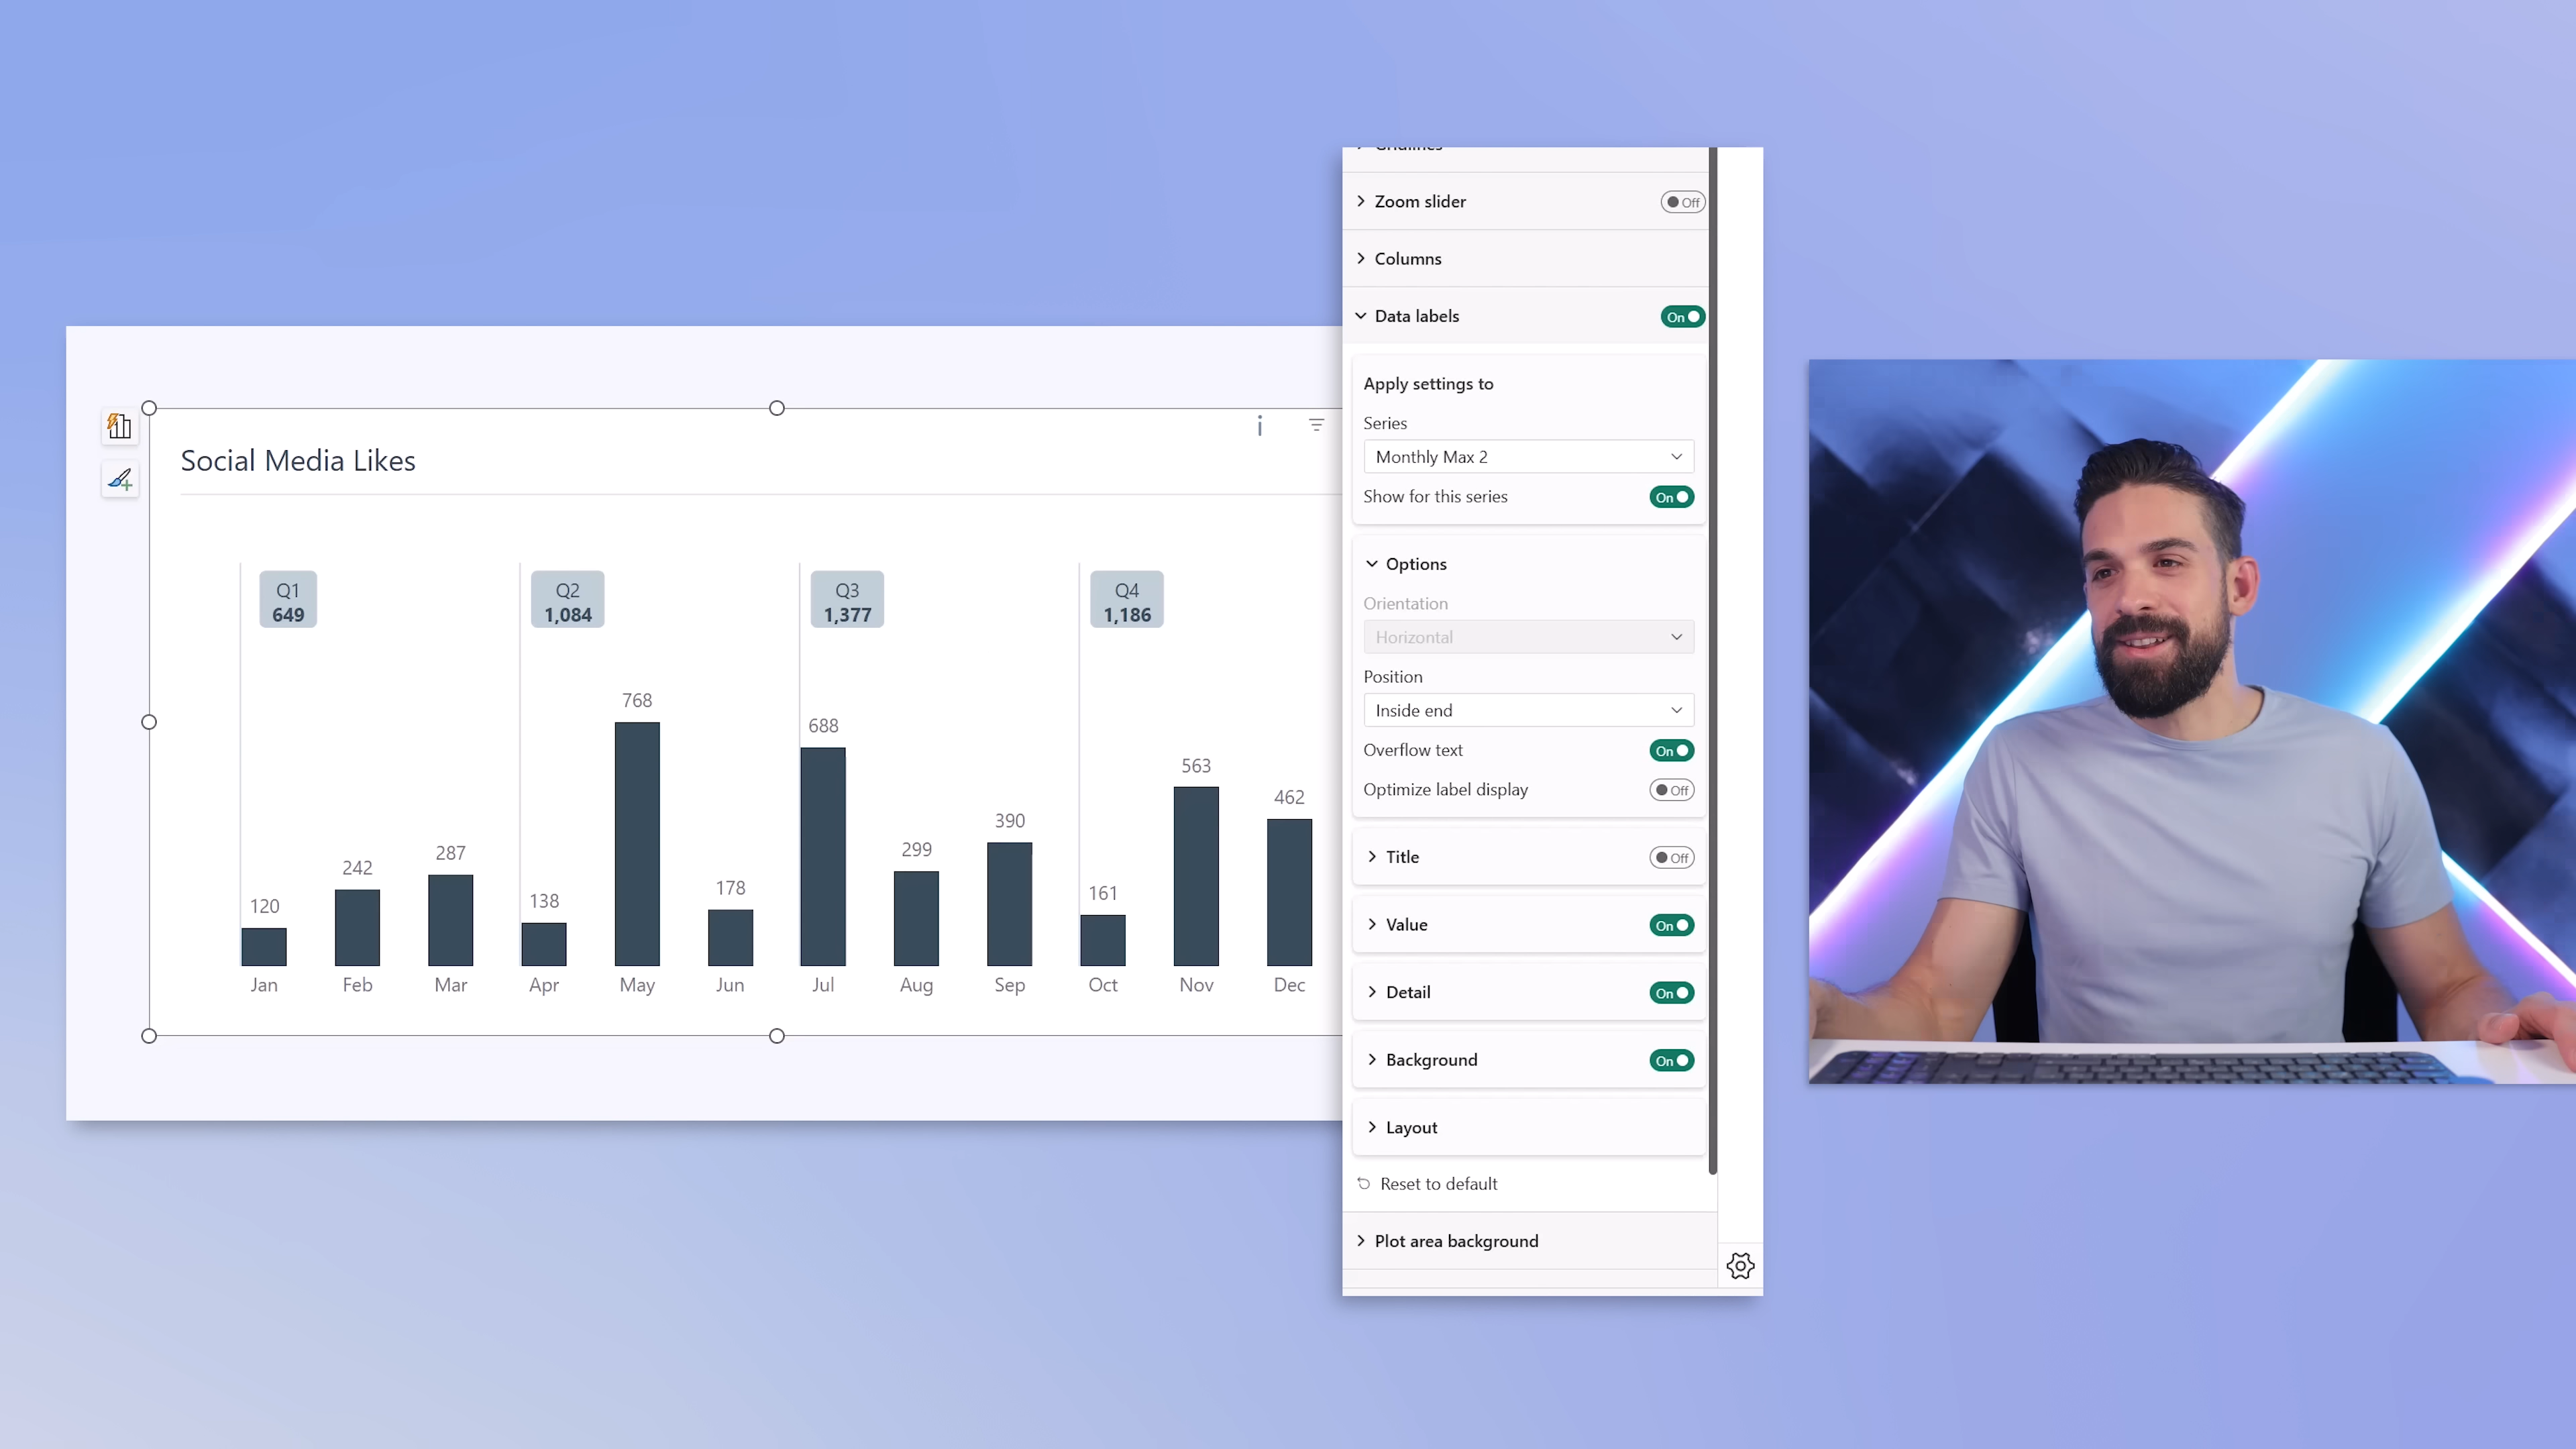 Social Media Likes
Q1
649
Q2
1,084
Q3
1,377
Q4
1,186
120
242
287
138
768
178
688
299
390
161
563
462
Jan
Feb
Mar
Apr
May
Jun
Jul
Aug
Sep
Oct
Nov
Dec
Gridlines
Zoom slider Off
Columns
Data labels On
Apply settings to
Series
Monthly Max 2
Show for this series On
Options
Orientation
Horizontal
Position
Inside end
Overflow text On
Optimize label display Off
Title Off
Value On
Detail On
Background On
Layout
Reset to default
Plot area background